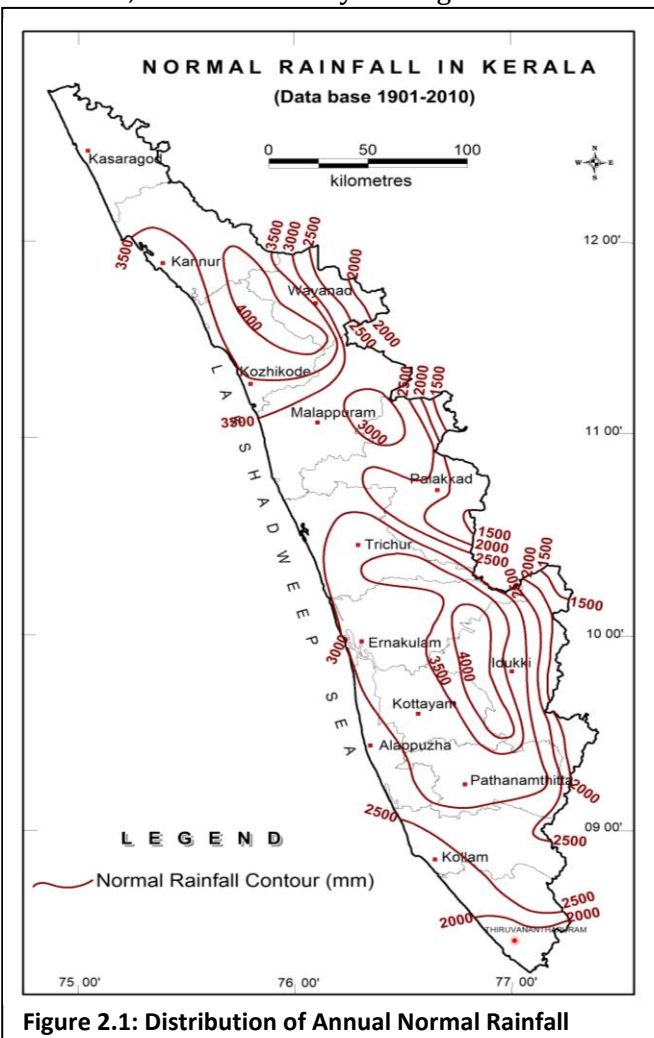 NORMAL RAINFALL IN KERALA
(Data base 1901-2010)
0 50 100
kilometres
N
W E
S
Kasaragod
12 00'
3500
3000
2500
3500
2000
Kannur
Wayanad
4000
2000
2500
Kozhikode
2500
2000
1500
3500
Malappuram
3000
11 00'
LAKSHADWEEP SEA
Palakkad
1500
2000
2500
Trichur
2500
2000
1500
1500
3000
Ernakulam
10 00'
3500
4000
Idukki
Kottayam
Alappuzha
Pathanamthitta
2000
2500
09 00'
2500
LEGEND
Kollam
Normal Rainfall Contour (mm)
2500
2000
2000
THIRUVANANTHAPURAM
75 00' 76 00' 77 00'
Figure 2.1: Distribution of Annual Normal Rainfall